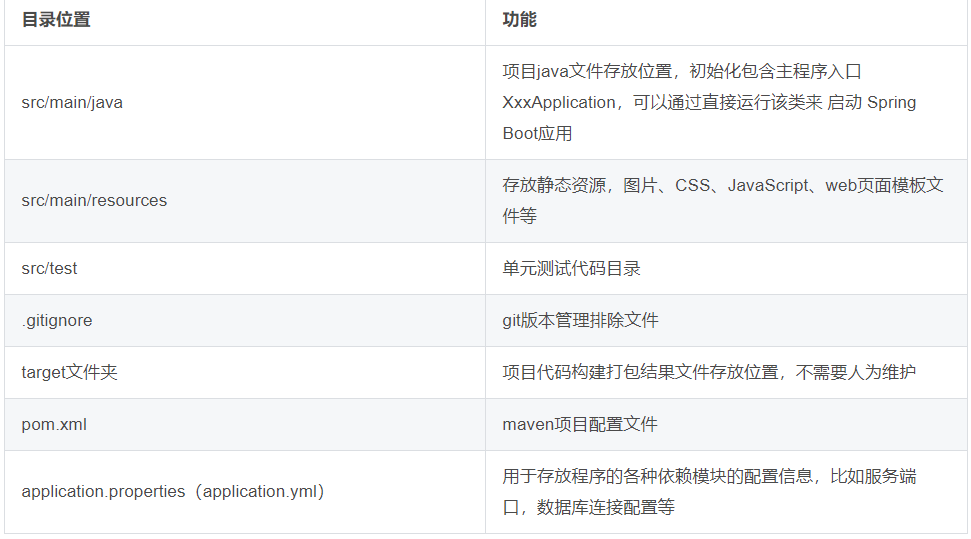 目录位置
功能
src/main/java
项目java文件存放位置，初始化包含主程序入口
XxxApplication，可以通过直接运行该类来 启动 Spring
Boot应用
src/main/resources
存放静态资源，图片、CSS、JavaScript、web页面模板文
件等
src/test
单元测试代码目录
.gitignore
git版本管理排除文件
target文件夹
项目代码构建打包结果文件存放位置，不需要人为维护
pom.xml
maven项目配置文件
application.properties（application.yml）
用于存放程序的各种依赖模块的配置信息，比如服务端
口，数据库连接配置等